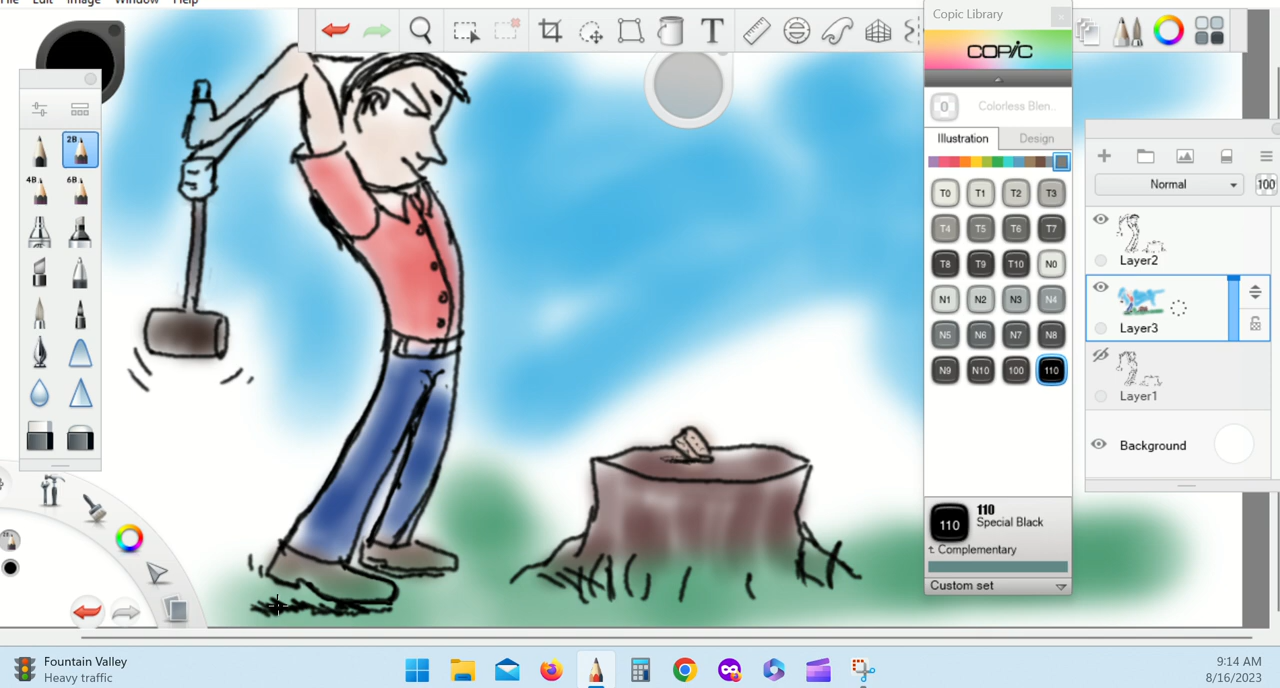 File Edit Image Window Help
Copic Library
COPIC
0 Colorless Blen..
Illustration Design
T0 T1 T2 T3
T4 T5 T6 T7
T8 T9 T10 N0
N1 N2 N3 N4
N5 N6 N7 N8
N9 N10 100 110
110 110
Special Black
Complementary
Custom set
2B
4B 6B
T
Normal 100
Layer2
Layer3
Layer1
Background
Fountain Valley
Heavy traffic
9:14 AM
8/16/2023